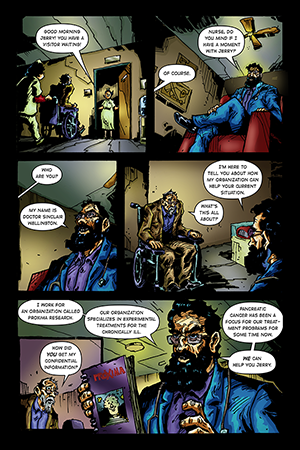 GOOD MORNING
JERRY! YOU HAVE A
VISITOR WAITING!
NURSE, DO
YOU MIND IF I
HAVE A MOMENT
WITH JERRY?
OF COURSE.
WHO
ARE YOU?
MY NAME IS
DOCTOR SINCLAIR
WELLINGTON.
I'M HERE TO
TELL YOU ABOUT HOW
MY ORGANIZATION CAN
HELP YOUR CURRENT
SITUATION.
WHAT'S
THIS ALL
ABOUT?
I WORK FOR
AN ORGANIZATION CALLED
PROXIMA RESEARCH.
OUR ORGANIZATION
SPECIALIZES IN EXPERIMENTAL
TREATMENTS FOR THE
CHRONICALLY ILL.
HOW DID
YOU GET MY
CONFIDENTIAL
INFORMATION?
PANCREATIC
CANCER HAS BEEN A
FOCUS FOR OUR TREAT-
MENT PROGRAMS FOR
SOME TIME NOW.
WE CAN
HELP YOU JERRY.